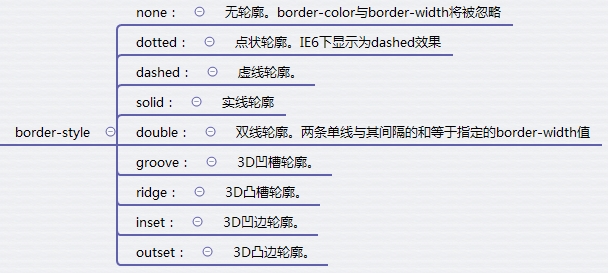 none： 无轮廓。border-color与border-width将被忽略
dotted： 点状轮廓。IE6下显示为dashed效果
dashed： 虚线轮廓。
solid： 实线轮廓
border-style
double： 双线轮廓。两条单线与其间隔的和等于指定的border-width值
groove： 3D凹槽轮廓。
ridge： 3D凸槽轮廓。
inset： 3D凹边轮廓。
outset： 3D凸边轮廓。